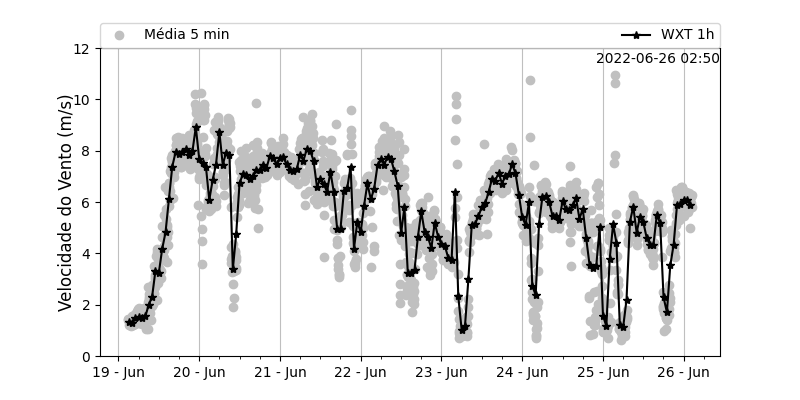 Média 5 min
WXT 1h
2022-06-26 02:50
Velocidade do Vento (m/s)
12
10
8
6
4
2
0
19 - Jun
20 - Jun
21 - Jun
22 - Jun
23 - Jun
24 - Jun
25 - Jun
26 - Jun